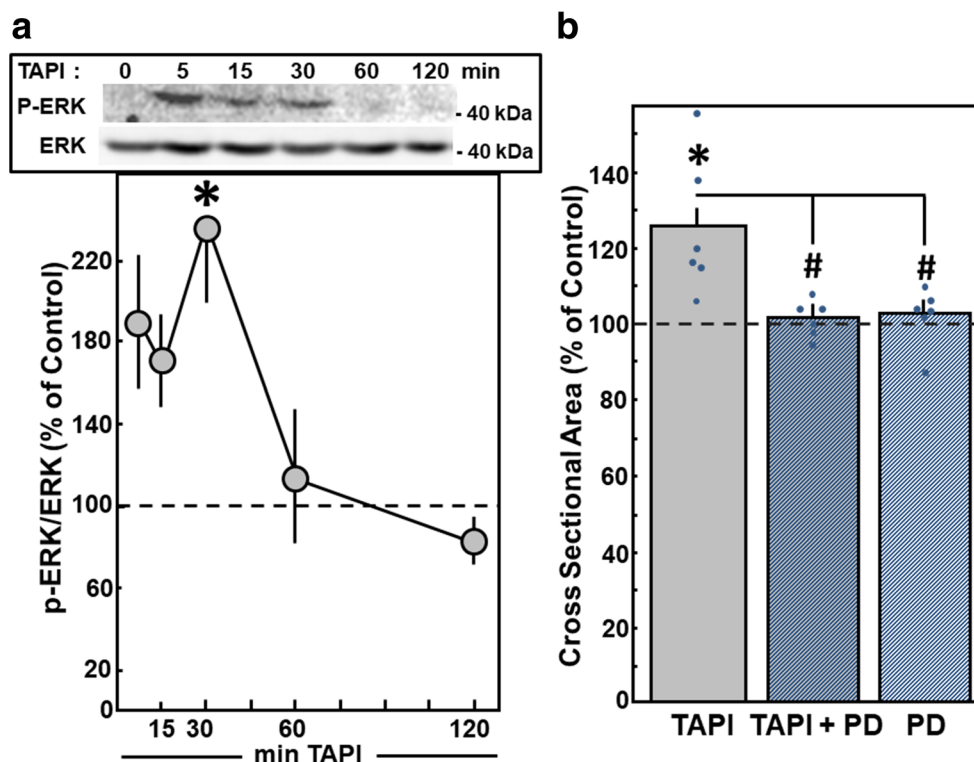 a
TAPI : 0 5 15 30 60 120 min
P-ERK - 40 kDa
ERK - 40 kDa
p-ERK/ERK (% of Control)
220
180
140
100
60
20
0
*
15 30 60 120
min TAPI
b
Cross Sectional Area (% of Control)
140
120
100
80
60
40
20
0
*
# #
TAPI TAPI + PD PD